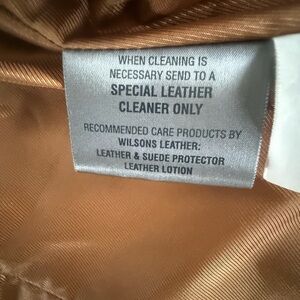 WHEN CLEANING IS
NECESSARY SEND TO A
SPECIAL LEATHER
CLEANER ONLY
RECOMMENDED CARE PRODUCTS BY
WILSONS LEATHER:
LEATHER & SUEDE PROTECTOR
LEATHER LOTION